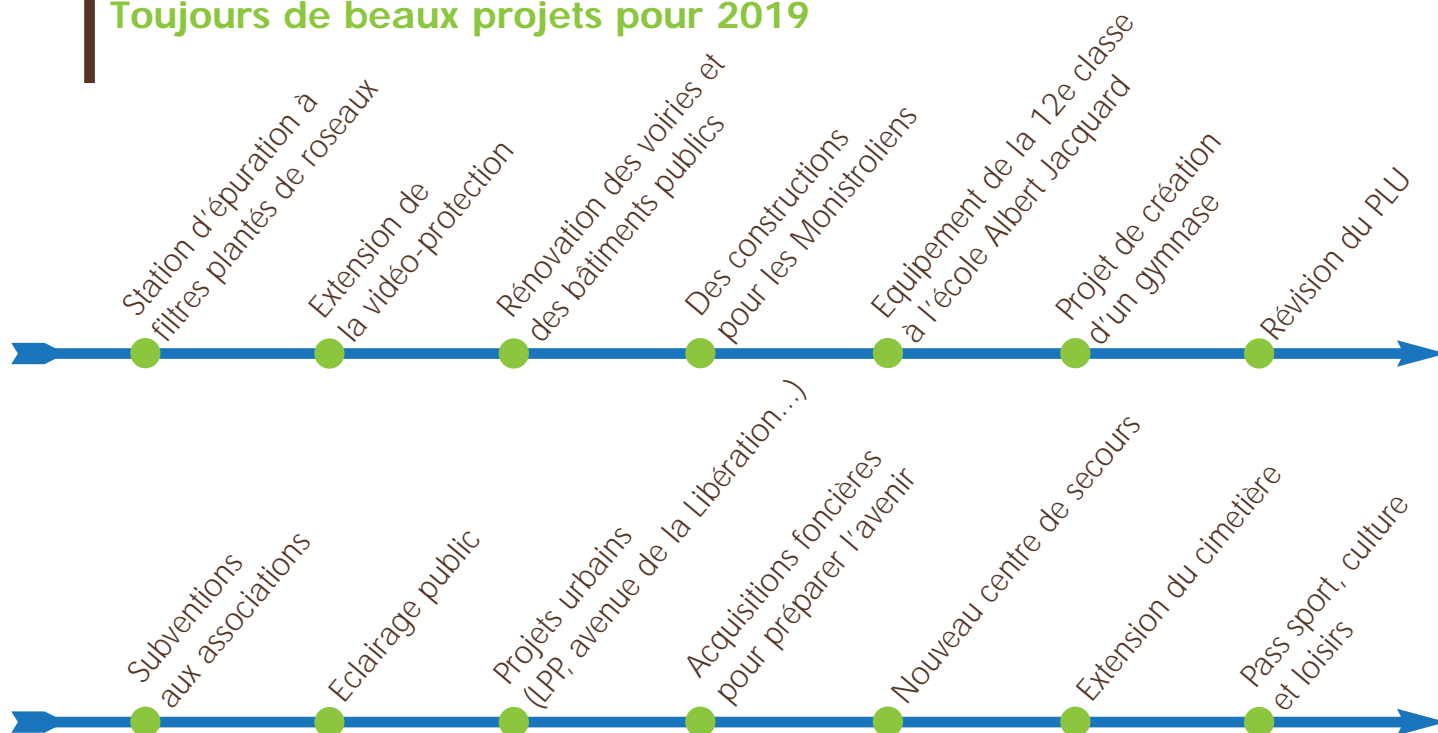 Toujours de beaux projets pour 2019
Station d'épuration à
filtres plantés de roseaux
Extension de
la vidéo-protection
Rénovation des voiries et
des bâtiments publics
Des constructions
pour les Monistroliens
Equipement de la 12e classe
à l'école Albert Jacquard
Projet de création
d'un gymnase
Révision du PLU
Subventions
aux associations
Eclairage public
Projets urbains
(LPP, avenue de la Libération...)
Acquisitions foncières
pour préparer l'avenir
Nouveau centre de secours
Extension du cimetière
Pass sport, culture
et loisirs